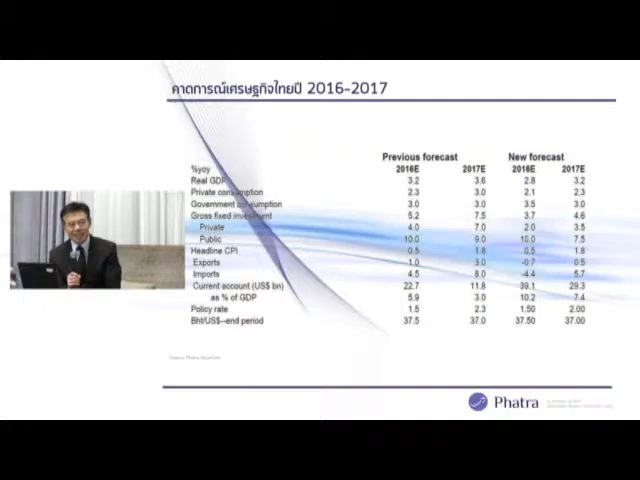 คาดการณ์เศรษฐกิจไทยปี 2016-2017
Previous forecast New forecast
%yoy 2016E 2017E 2016E 2017E
Real GDP 3.2 3.6 2.8 3.2
Private consumption 2.3 3.0 2.1 2.3
Government consumption 3.0 3.0 3.5 3.0
Gross fixed investment 5.2 7.5 3.7 4.6
Private 4.0 7.0 2.0 3.5
Public 10.0 9.0 10.0 7.5
Headline CPI 0.5 1.8 0.5 1.8
Exports 1.0 3.0 -0.7 0.5
Imports 4.5 8.0 -4.4 5.7
Current account (US$ bn) 22.7 11.8 39.1 29.3
as % of GDP 5.9 3.0 10.2 7.4
Policy rate 1.5 2.3 1.50 2.00
Bht/US$--end period 37.5 37.0 37.50 37.00
Phatra